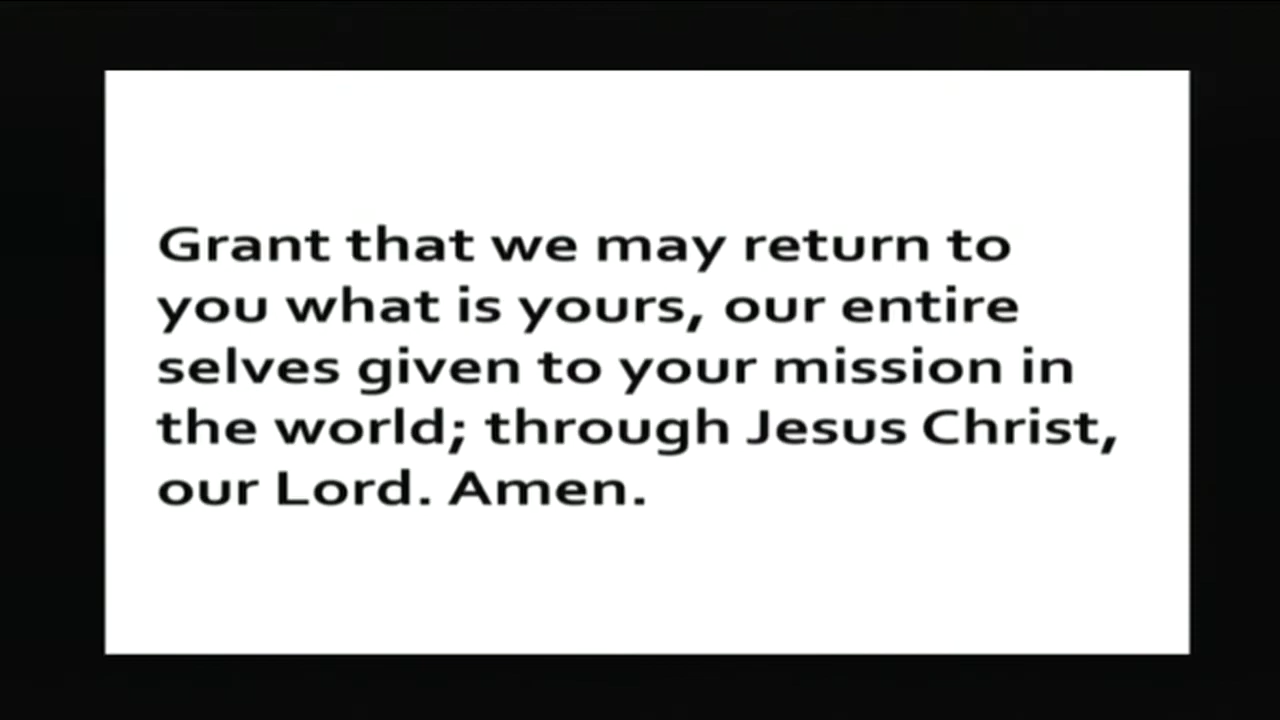 Grant that we may return to
you what is yours, our entire
selves given to your mission in
the world; through Jesus Christ,
our Lord. Amen.